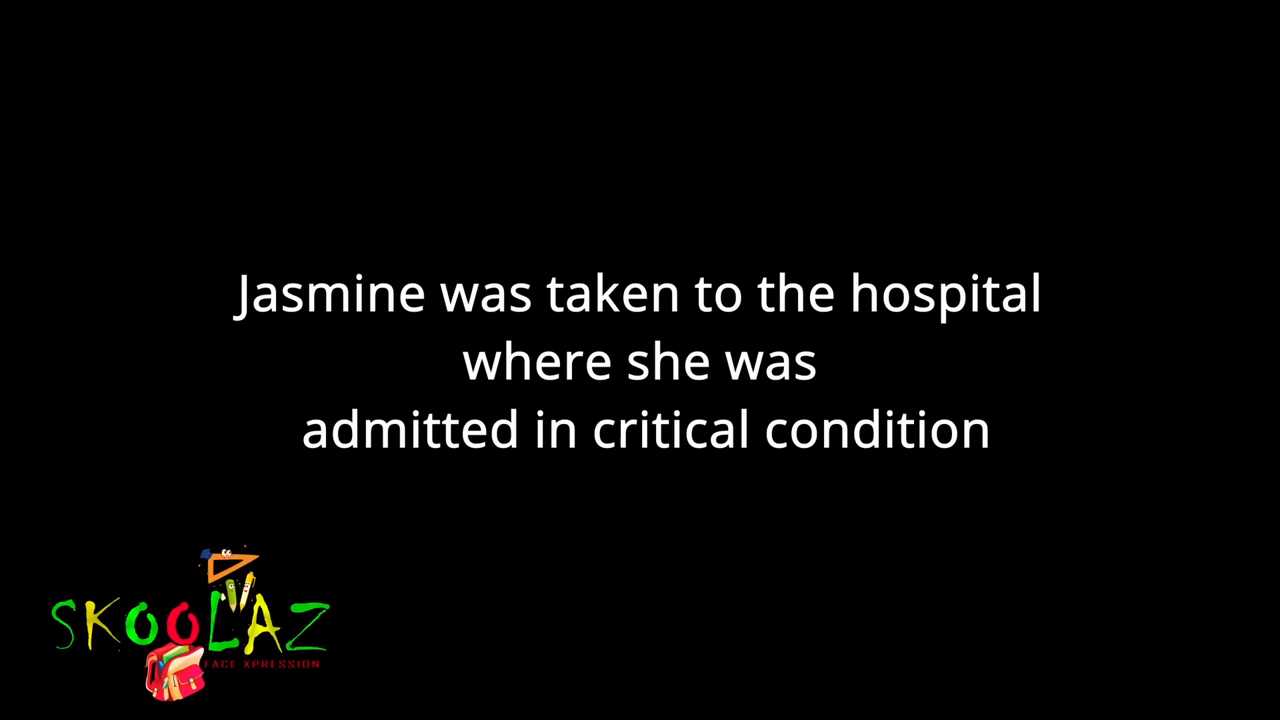 Jasmine was taken to the hospital
where she was
admitted in critical condition
SKOOLAZ
FACE XPRESSION